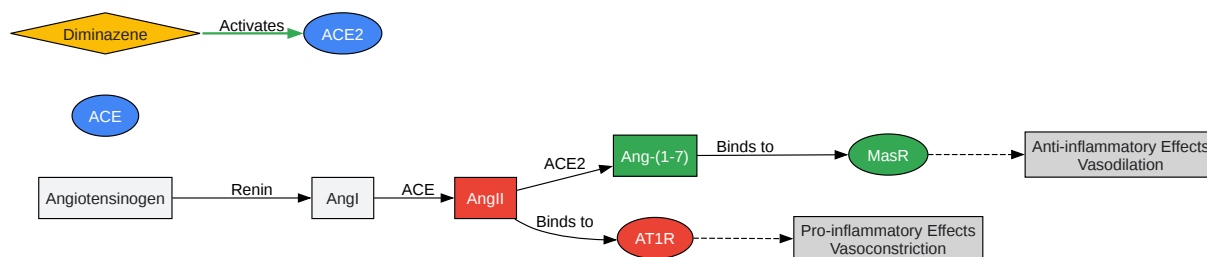 Diminazene
Activates
ACE2
ACE
Angiotensinogen
Renin
AngI
ACE
AngII
ACE2
Ang-(1-7)
Binds to
MasR
Anti-inflammatory Effects
Vasodilation
Binds to
AT1R
Pro-inflammatory Effects
Vasoconstriction